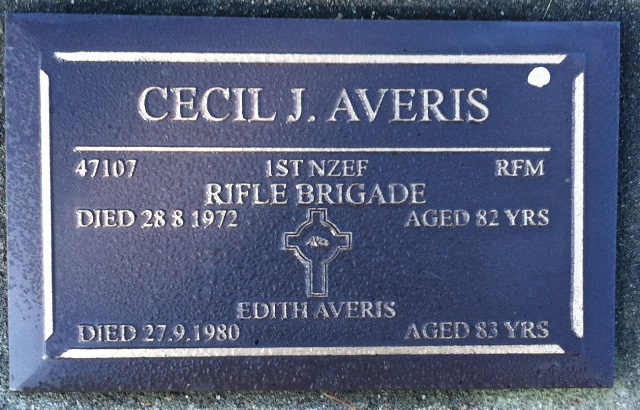 CECIL J. AVERIS
47107 1ST NZEF RFM
RIFLE BRIGADE
DIED 28 8 1972 AGED 82 YRS
EDITH AVERIS
DIED 27.9.1980 AGED 83 YRS